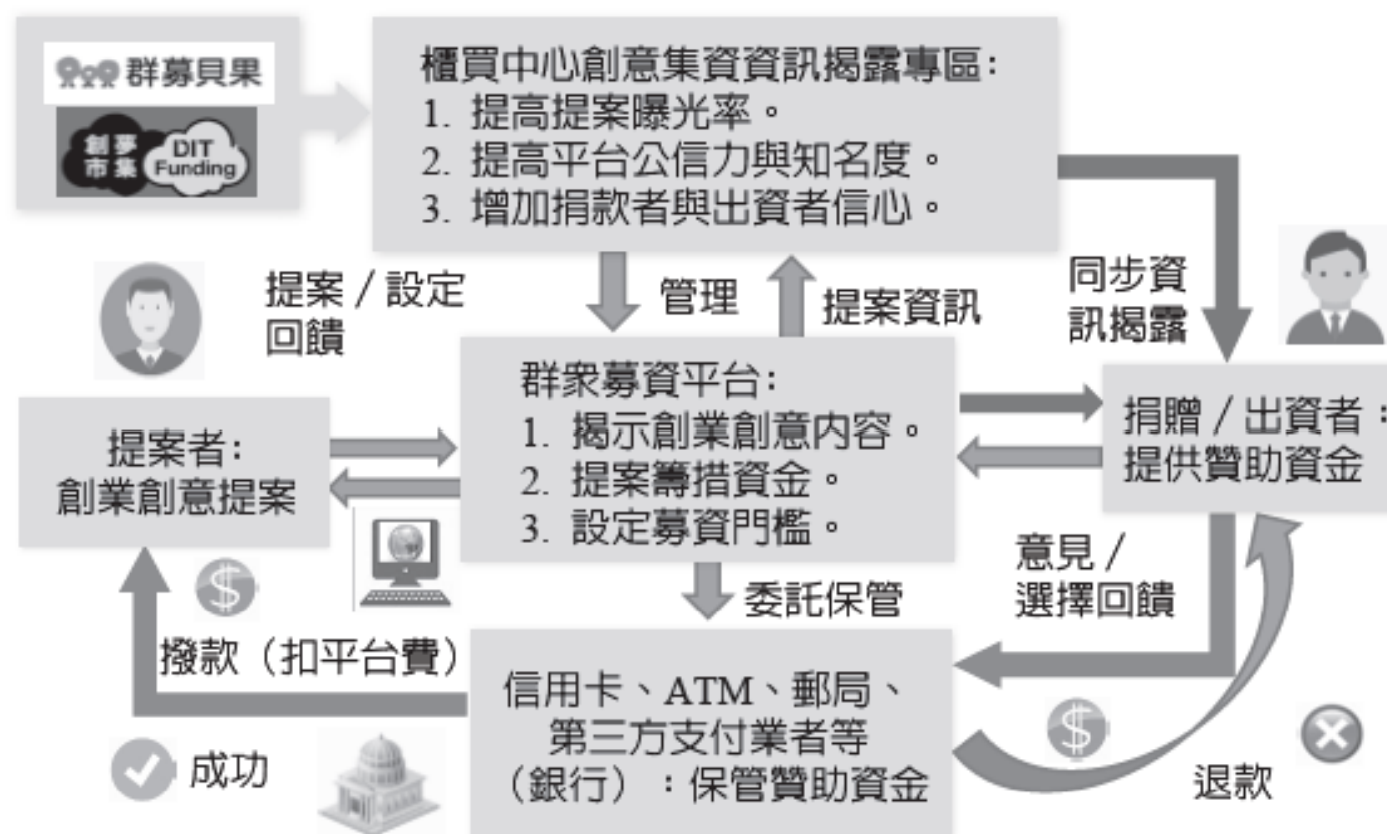 群募貝果
創夢
市集
DIT
Funding
櫃買中心創意集資資訊揭露專區:
1. 提高提案曝光率。
2. 提高平台公信力與知名度。
3. 增加捐款者與出資者信心。
提案/設定
回饋
管理
提案資訊
同步資
訊揭露
提案者:
創業創意提案
群眾募資平台:
1. 揭示創業創意內容。
2. 提案籌措資金。
3. 設定募資門檻。
捐贈/出資者:
提供贊助資金
意見/
選擇回饋
委託保管
撥款(扣平台費)
成功
信用卡、ATM、郵局、
第三方支付業者等
(銀行):保管贊助資金
退款